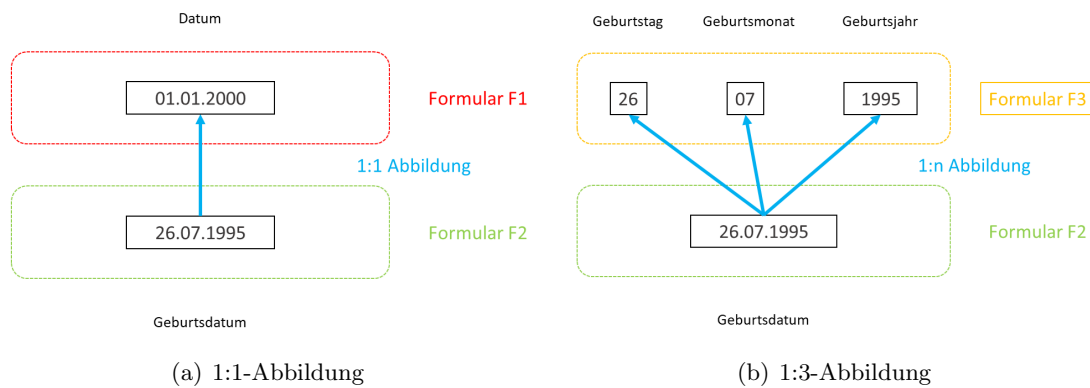 Datum
01.01.2000
Formular F1
1:1 Abbildung
26.07.1995
Formular F2
Geburtsdatum
(a) 1:1-Abbildung
Geburtstag Geburtsmonat Geburtsjahr
26 07 1995
Formular F3
1:n Abbildung
26.07.1995
Formular F2
Geburtsdatum
(b) 1:3-Abbildung